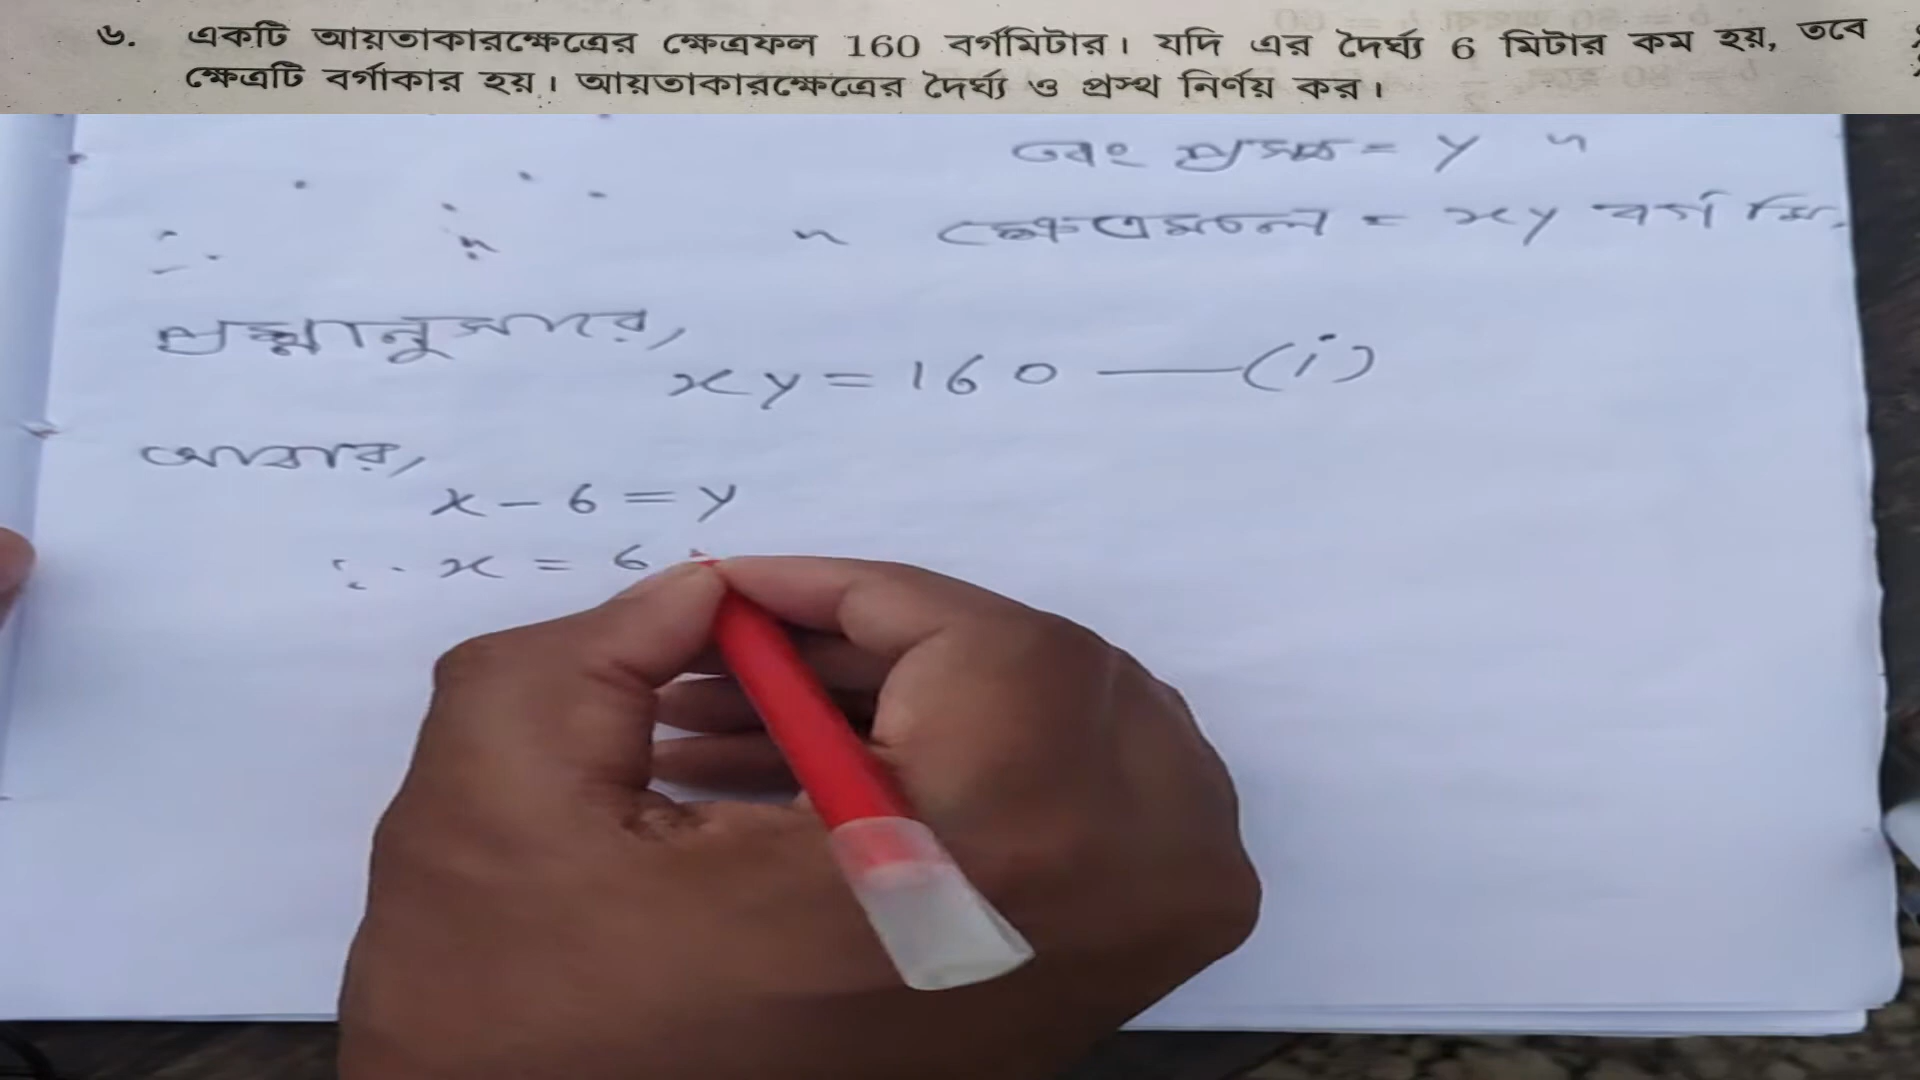 ৬. একটি আয়তাকারক্ষেত্রের ক্ষেত্রফল 160 বর্গমিটার। যদি এর দৈর্ঘ্য 6 মিটার কম হয়, তবে
ক্ষেত্রটি বর্গাকার হয়। আয়তাকারক্ষেত্রের দৈর্ঘ্য ও প্রস্থ নির্ণয় কর।
এবং প্রস্থ = y "
∴ " " ক্ষেত্রফল = xy বর্গ মি.
প্রশ্নানুসারে,
xy = 160 —(i)
আবার,
x - 6 = y
∴ x = 6